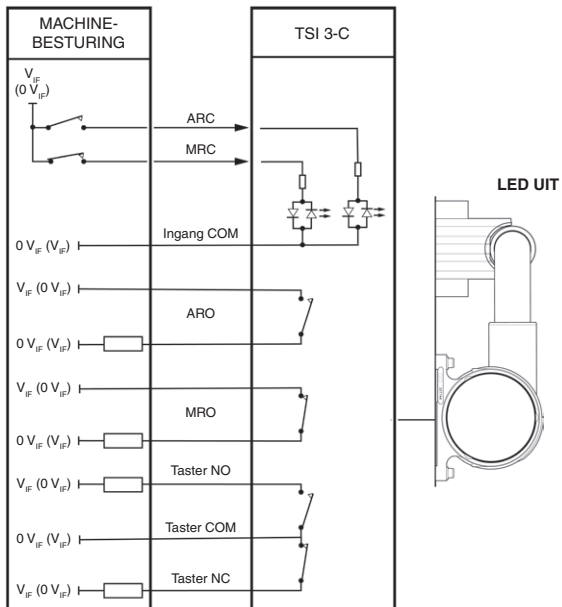 MACHINE-
BESTURING
TSI 3-C
V_IF
(0 V_IF)
ARC
MRC
LED UIT
Ingang COM
0 V_IF (V_IF)
V_IF (0 V_IF)
ARO
0 V_IF (V_IF)
V_IF (0 V_IF)
MRO
0 V_IF (V_IF)
Taster NO
V_IF (0 V_IF)
Taster COM
0 V_IF (V_IF)
Taster NC
V_IF (0 V_IF)